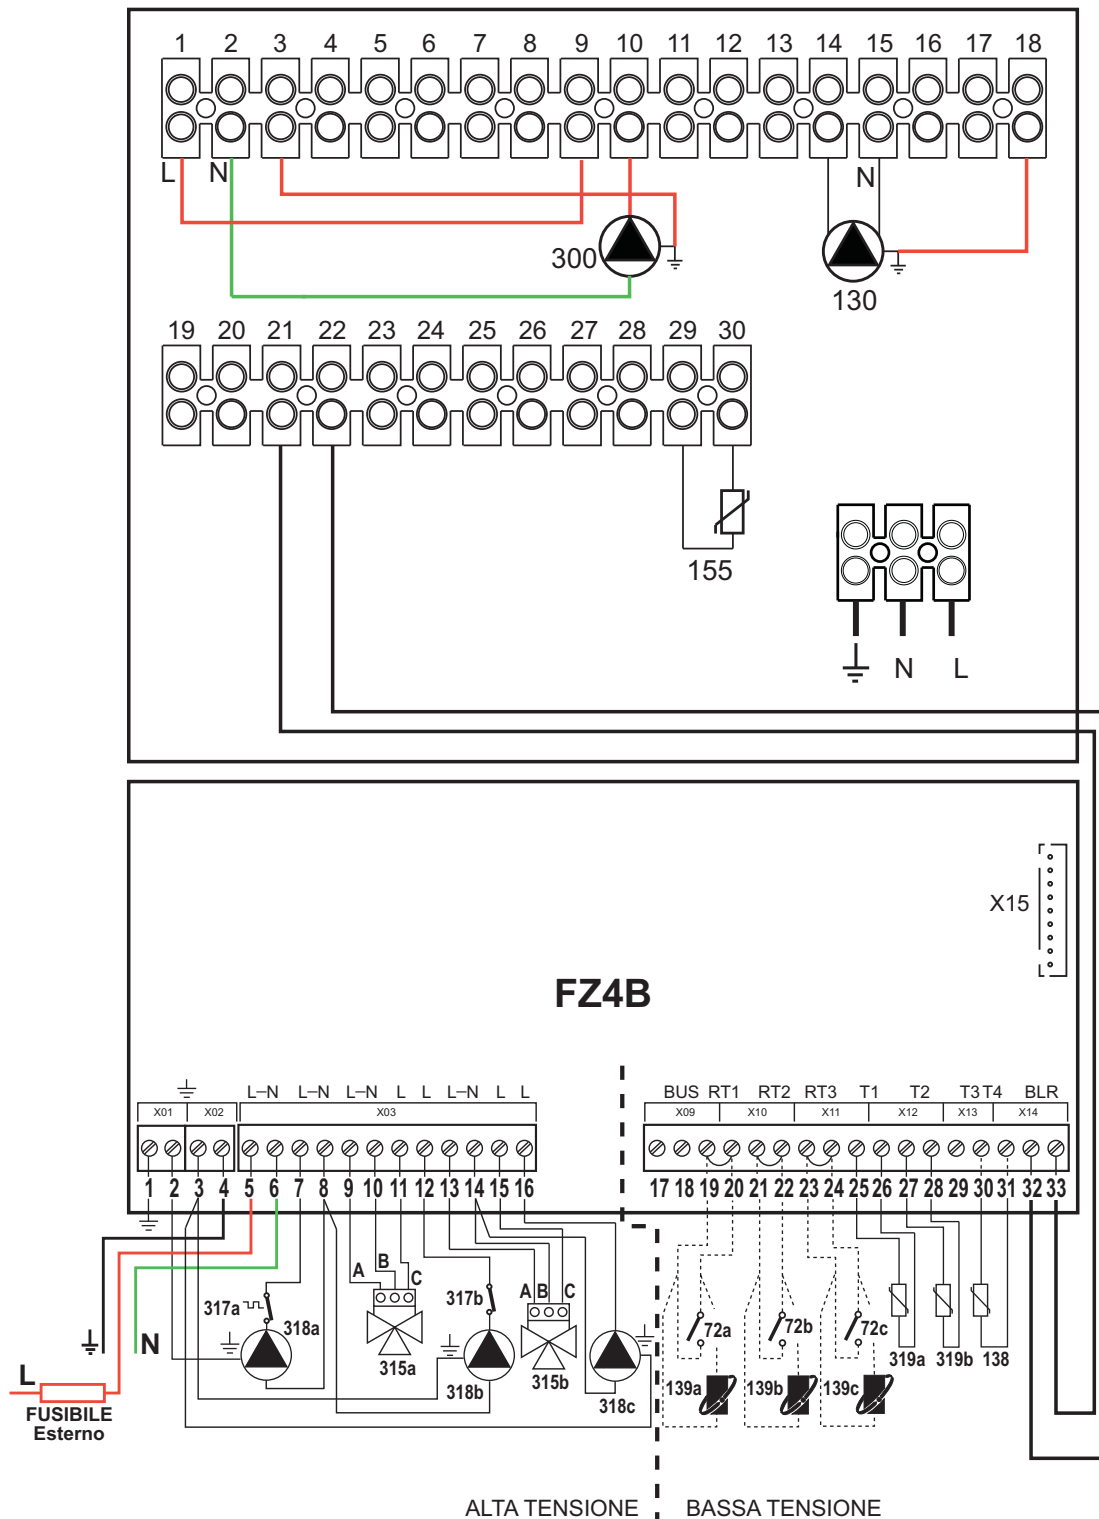 1 2 3 4 5 6 7 8 9 10 11 12 13 14 15 16 17 18
L N N
300
130
19 20 21 22 23 24 25 26 27 28 29 30
155
N L
X15
FZ4B
L–N L–N L–N L L L–N L L
BUS RT1 RT2 RT3 T1 T2 T3 T4 BLR
X01 X02 X03
X09 X10 X11 X12 X13 X14
1 2 3 4 5 6 7 8 9 10 11 12 13 14 15 16
17 18 19 20 21 22 23 24 25 26 27 28 29 30 31 32 33
A B C
A B C
317a
318a
315a
317b
318b
315b
318c
72a
72b
72c
139a
139b
139c
319a
319b
138
N
L
FUSIBILE
Esterno
ALTA TENSIONE
BASSA TENSIONE